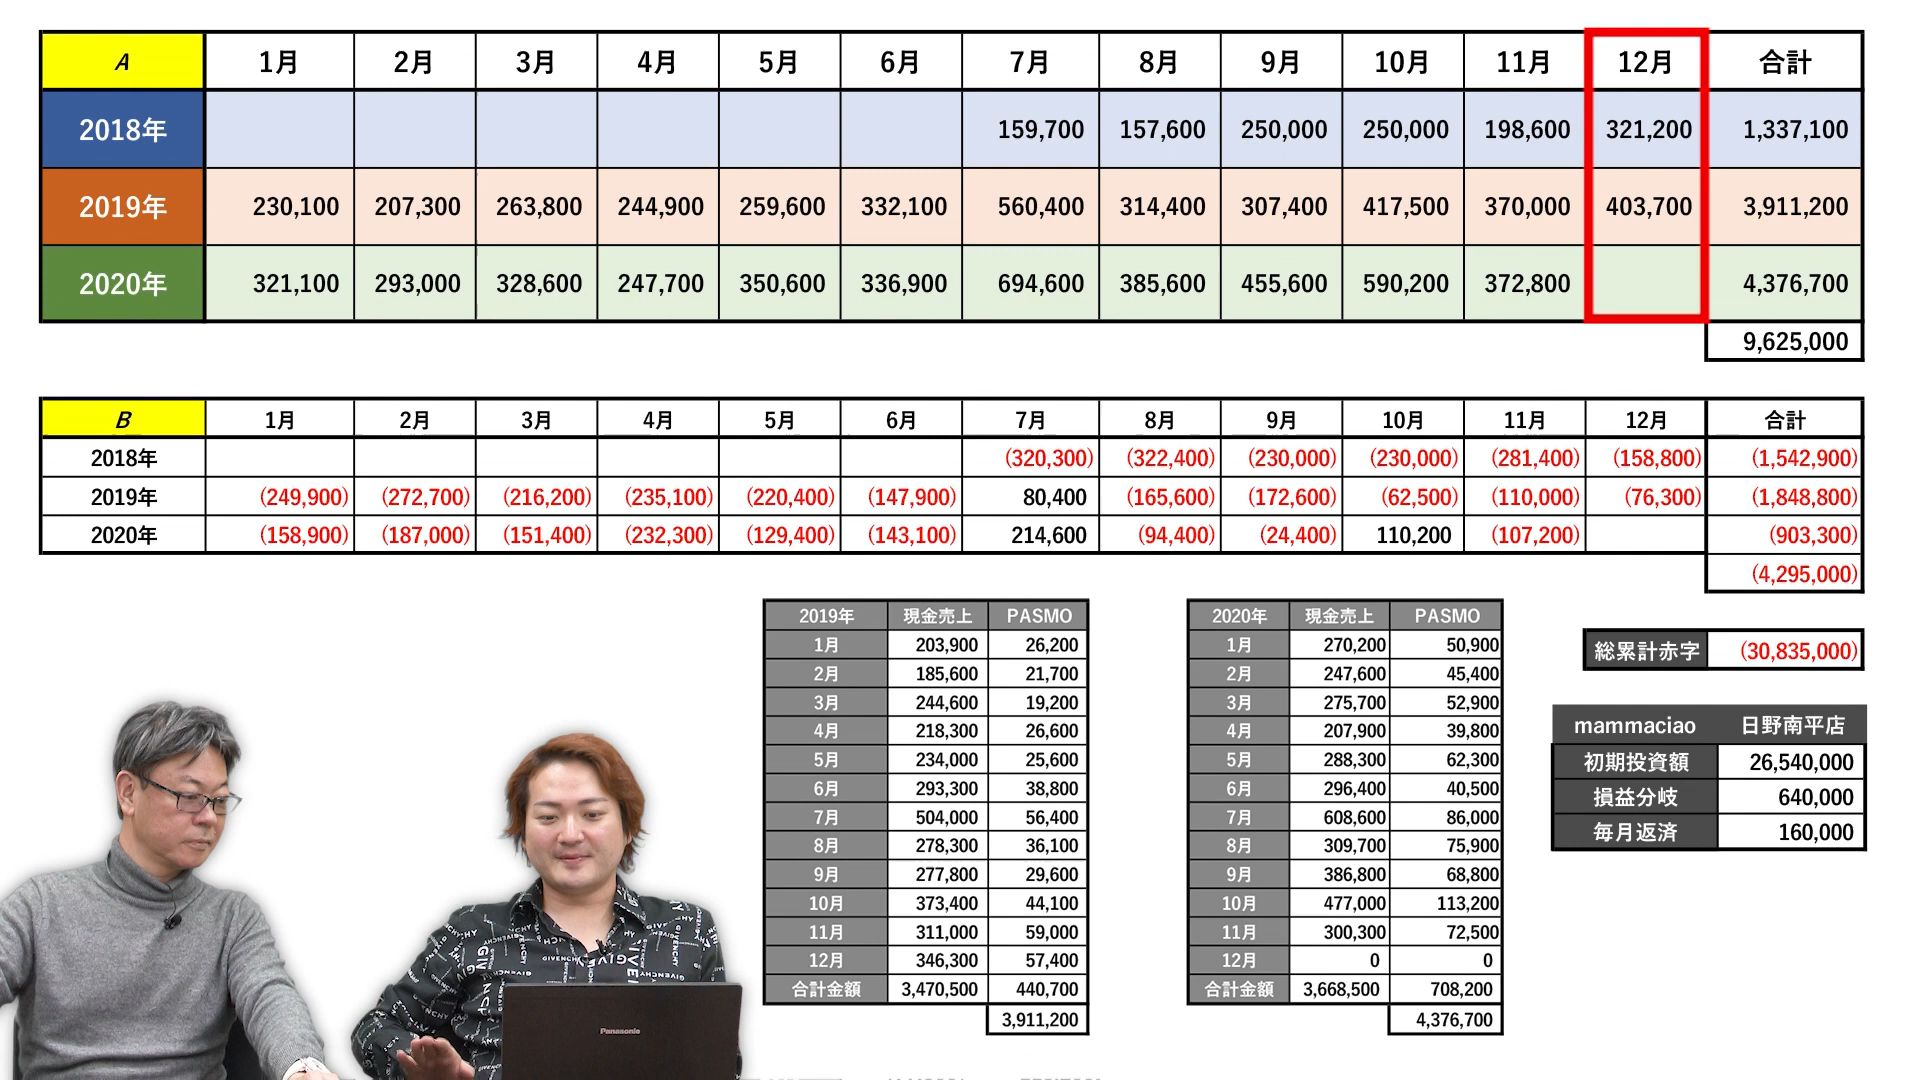 A 1月 2月 3月 4月 5月 6月 7月 8月 9月 10月 11月 12月 合計
2018年 159,700 157,600 250,000 250,000 198,600 321,200 1,337,100
2019年 230,100 207,300 263,800 244,900 259,600 332,100 560,400 314,400 307,400 417,500 370,000 403,700 3,911,200
2020年 321,100 293,000 328,600 247,700 350,600 336,900 694,600 385,600 455,600 590,200 372,800 4,376,700
9,625,000
B 1月 2月 3月 4月 5月 6月 7月 8月 9月 10月 11月 12月 合計
2018年 (320,300) (322,400) (230,000) (230,000) (281,400) (158,800) (1,542,900)
2019年 (249,900) (272,700) (216,200) (235,100) (220,400) (147,900) 80,400 (165,600) (172,600) (62,500) (110,000) (76,300) (1,848,800)
2020年 (158,900) (187,000) (151,400) (232,300) (129,400) (143,100) 214,600 (94,400) (24,400) 110,200 (107,200) (903,300)
(4,295,000)
2019年 現金売上 PASMO
1月 203,900 26,200
2月 185,600 21,700
3月 244,600 19,200
4月 218,300 26,600
5月 234,000 25,600
6月 293,300 38,800
7月 504,000 56,400
8月 278,300 36,100
9月 277,800 29,600
10月 373,400 44,100
11月 311,000 59,000
12月 346,300 57,400
合計金額 3,470,500 440,700
3,911,200
2020年 現金売上 PASMO
1月 270,200 50,900
2月 247,600 45,400
3月 275,700 52,900
4月 207,900 39,800
5月 288,300 62,300
6月 296,400 40,500
7月 608,600 86,000
8月 309,700 75,900
9月 386,800 68,800
10月 477,000 113,200
11月 300,300 72,500
12月 0 0
合計金額 3,668,500 708,200
4,376,700
総累計赤字 (30,835,000)
mammaciao 日野南平店
初期投資額 26,540,000
損益分岐 640,000
毎月返済 160,000
GIVENCHY
Panasonic